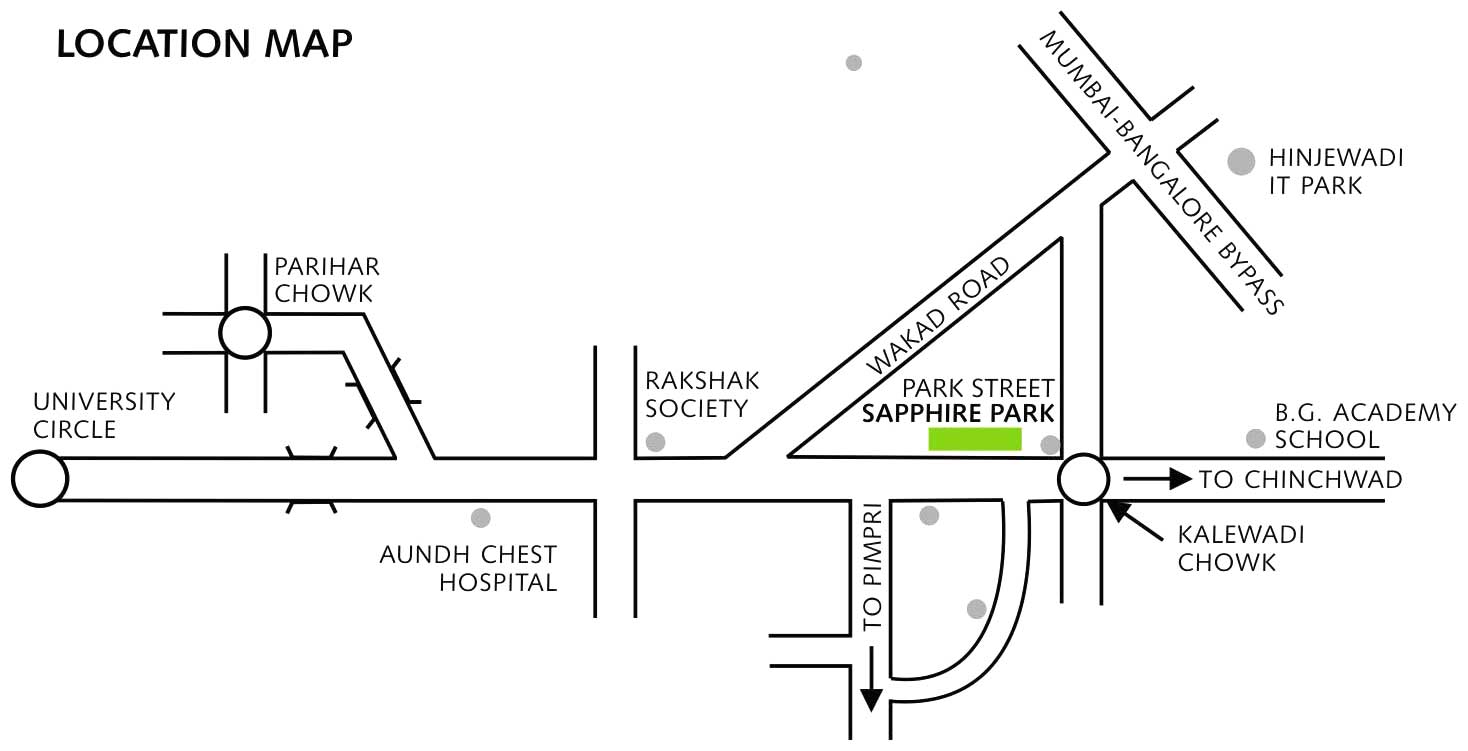 LOCATION MAP
MUMBAI-BANGALORE BYPASS
HINJEWADI
IT PARK
PARIHAR
CHOWK
WAKAD ROAD
UNIVERSITY
CIRCLE
RAKSHAK
SOCIETY
PARK STREET
SAPPHIRE PARK
B.G. ACADEMY
SCHOOL
TO CHINCHWAD
AUNDH CHEST
HOSPITAL
TO PIMPRI
KALEWADI
CHOWK